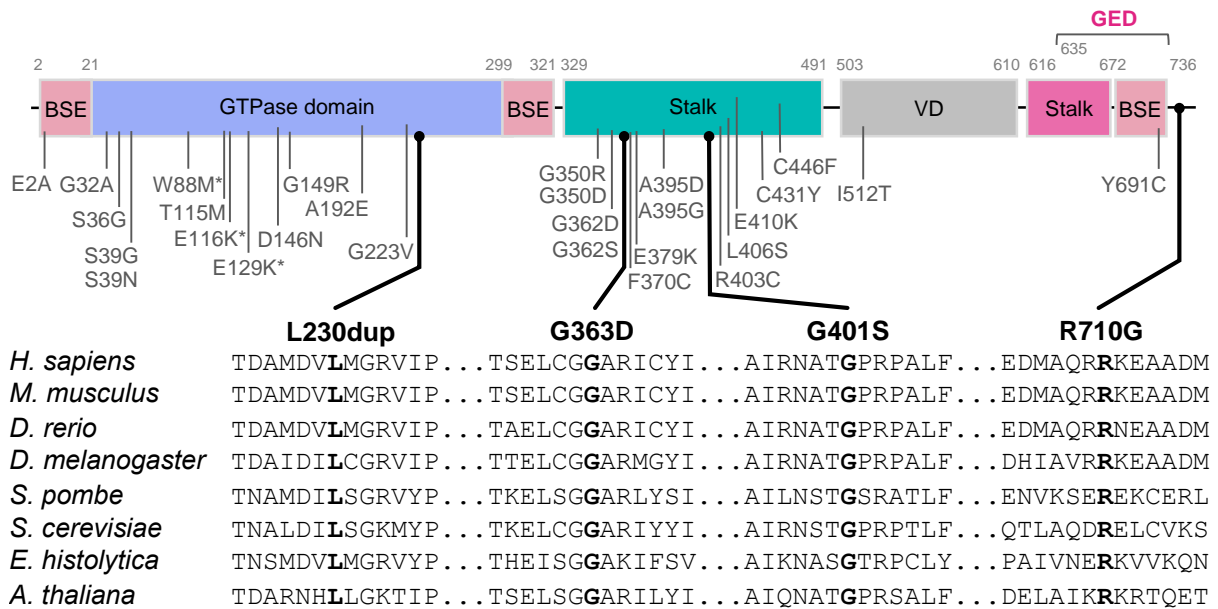 GED
635
2 21 299 321 329 491 503 610 616 672 736
BSE GTPase domain BSE Stalk VD Stalk BSE
E2A G32A W88M* G149R G350R A395D C446F I512T Y691C
S36G T115M A192E G350D A395G C431Y
S39G E116K* D146N G223V G362D E379K E410K
S39N E129K* G362S F370C R403C L406S
L230dup G363D G401S R710G
H. sapiens TDAMDVLMGRVIP...TSELCGGARICYI...AIRNATGPRPALF...EDMAQRRKEAADM
M. musculus TDAMDVLMGRVIP...TSELCGGARICYI...AIRNATGPRPALF...EDMAQRRKEAADM
D. rerio TDAMDVLMGRVIP...TAELCGGARICYI...AIRNATGPRPALF...EDMAQRRNEAADM
D. melanogaster TDAIDILCGRVIP...TTELCGGARMGYI...AIRNATGPRPALF...DHIAVRRKEAADM
S. pombe TNAMDILSGRVYP...TKELSGGARLYSI...AILNSTGSRATLF...ENVKSEREKCERL
S. cerevisiae TNALDILSGKMYP...TKELCGGARIYYI...AIRNSTGPRPTLF...QTLAQDRELCVKS
E. histolytica TNSMDVLMGRVYP...THEISGGAKIFSV...AIKNASGTRPCLY...PAIVNERKVVKQN
A. thaliana TDARNHLLGKTIP...TSELSGGARILYI...AIQNATGPRSALF...DELAIKRKRTQET